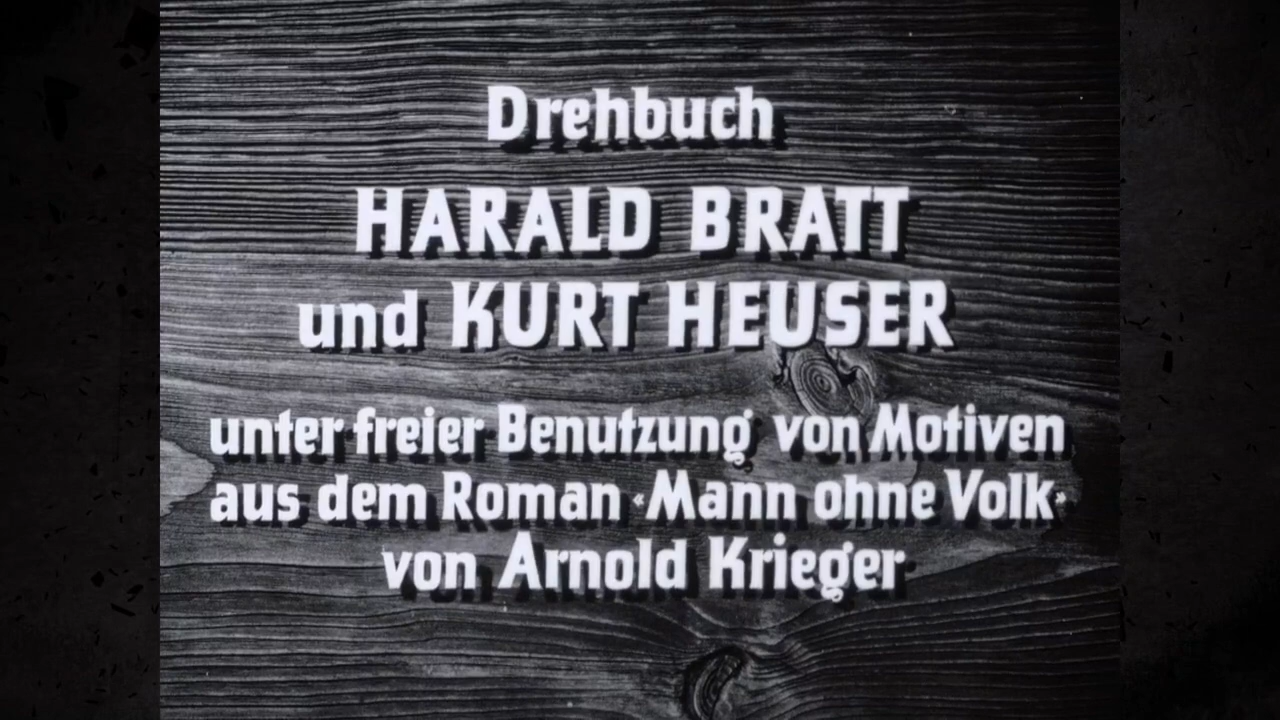 Drehbuch
HARALD BRATT
und KURT HEUSER
unter freier Benutzung von Motiven
aus dem Roman «Mann ohne Volk»
von Arnold Krieger